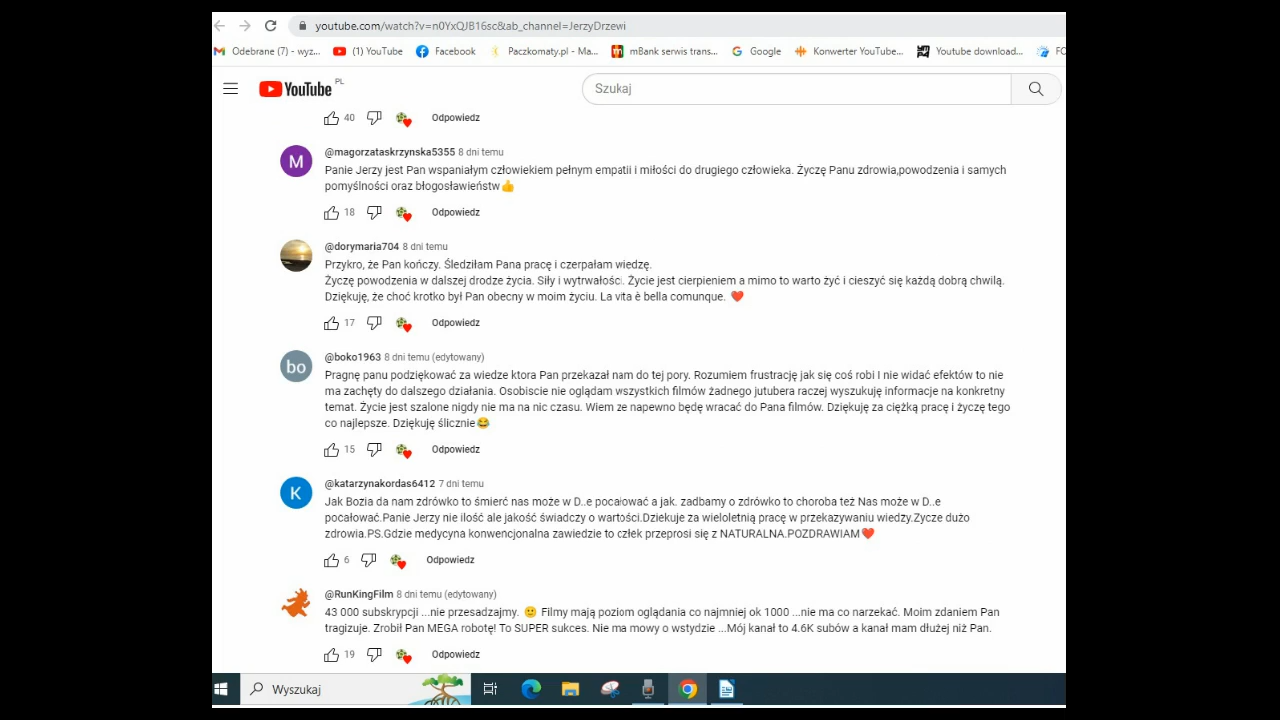 youtube.com/watch?v=n0YxQJB16sc&ab_channel=JerzyDrzewi
Odebrane (7) - wyz... (1) YouTube Facebook Paczkomaty.pl - Ma... mBank serwis trans... Google Konwerter YouTube... Youtube download... FO
YouTube PL Szukaj
40 Odpowiedz
M @magorzataskrzynska5355 8 dni temu
Panie Jerzy jest Pan wspaniałym człowiekiem pełnym empatii i miłości do drugiego człowieka. Życzę Panu zdrowia,powodzenia i samych
pomyślności oraz błogosławieństw👍
18 Odpowiedz
@dorymaria704 8 dni temu
Przykro, że Pan kończy. Śledziłam Pana pracę i czerpałam wiedzę.
Życzę powodzenia w dalszej drodze życia. Siły i wytrwałości. Życie jest cierpieniem a mimo to warto żyć i cieszyć się każdą dobrą chwilą.
Dziękuję, że choć krotko był Pan obecny w moim życiu. La vita è bella comunque. ❤️
17 Odpowiedz
bo @boko1963 8 dni temu (edytowany)
Pragnę panu podziękować za wiedze ktora Pan przekazał nam do tej pory. Rozumiem frustrację jak się coś robi I nie widać efektów to nie
ma zachęty do dalszego działania. Osobiscie nie oglądam wszystkich filmów żadnego jutubera raczej wyszukuję informacje na konkretny
temat. Życie jest szalone nigdy nie ma na nic czasu. Wiem ze napewno będę wracać do Pana filmów. Dziękuję za ciężką pracę i życzę tego
co najlepsze. Dziękuję ślicznie😂
15 Odpowiedz
K @katarzynakordas6412 7 dni temu
Jak Bozia da nam zdrówko to śmierć nas może w D..e pocałować a jak. zadbamy o zdrówko to choroba też Nas może w D..e
pocałować.Panie Jerzy nie ilość ale jakość świadczy o wartości.Dziekuje za wieloletnią pracę w przekazywaniu wiedzy.Zycze dużo
zdrowia.PS.Gdzie medycyna konwencjonalna zawiedzie to człek przeprosi się z NATURALNA.POZDRAWIAM❤️
6 Odpowiedz
@RunKingFilm 8 dni temu (edytowany)
43 000 subskrypcji ...nie przesadzajmy. 🙂 Filmy mają poziom oglądania co najmniej ok 1000 ...nie ma co narzekać. Moim zdaniem Pan
tragizuje. Zrobił Pan MEGA robotę! To SUPER sukces. Nie ma mowy o wstydzie ...Mój kanał to 4.6K subów a kanał mam dłużej niż Pan.
19 Odpowiedz
Wyszukaj